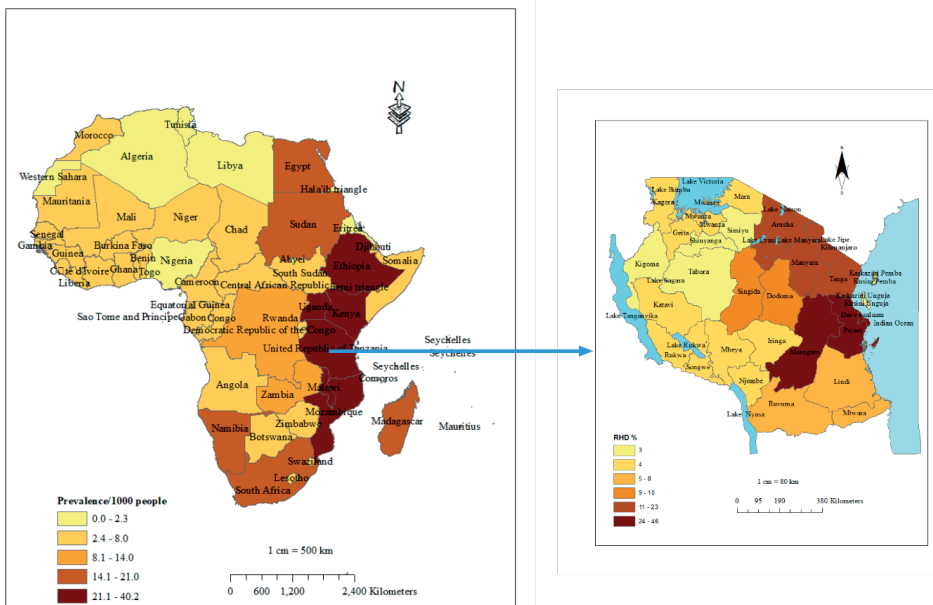 N
Tunisia
Morocco
Algeria
Libya
Egypt
Western Sahara
Hala'ib triangle
Mauritania
Mali
Niger
Sudan
Chad
Eritrea
Senegal
Gambia
Burkina Faso
Djibouti
Guinea
Benin
Nigeria
Abyei
Ethiopia
Somalia
Côte d'Ivoire
Ghana
Togo
South Sudan
Liberia
Cameroon
Central African Republic
Ilemi triangle
Equatorial Guinea
Uganda
Kenya
Sao Tome and Principe
Gabon
Congo
Rwanda
Democratic Republic of the Congo
United Republic of Tanzania
Seychelles
Seychelles
Seychelles
Comoros
Angola
Malawi
Zambia
Mozambique
Zimbabwe
Madagascar
Mauritius
Namibia
Botswana
Swaziland
Lesotho
South Africa
Prevalence/1000 people
0.0 - 2.3
2.4 - 8.0
8.1 - 14.0
14.1 - 21.0
21.1 - 40.2
1 cm = 500 km
0 600 1,200 2,400 Kilometers
N
Lake Victoria
Lake Ikimba
Kagera
Mwanza
Mara
Lake Natron
Mwanza
Mwanza
Arusha
Geita
Simiyu
Shinyanga
Lake Eyasi
Lake Manyara
Lake Jipe
Kilimanjaro
Kigoma
Tabora
Manyara
Lake Sagara
Tanga
Kaskazini Pemba
Kusini Pemba
Singida
Dodoma
Kaskazini Unguja
Kusini Unguja
Katavi
Dar es salaam
Lake Tanganyika
Indian Ocean
Pwani
Lake Rukwa
Iringa
Rukwa
Mbeya
Morogoro
Songwe
Njombe
Lindi
Ruvuma
Lake Nyasa
Mtwara
RHD %
3
4
5 - 8
9 - 10
11 - 23
24 - 46
1 cm = 80 km
0 95 190 380 Kilometers